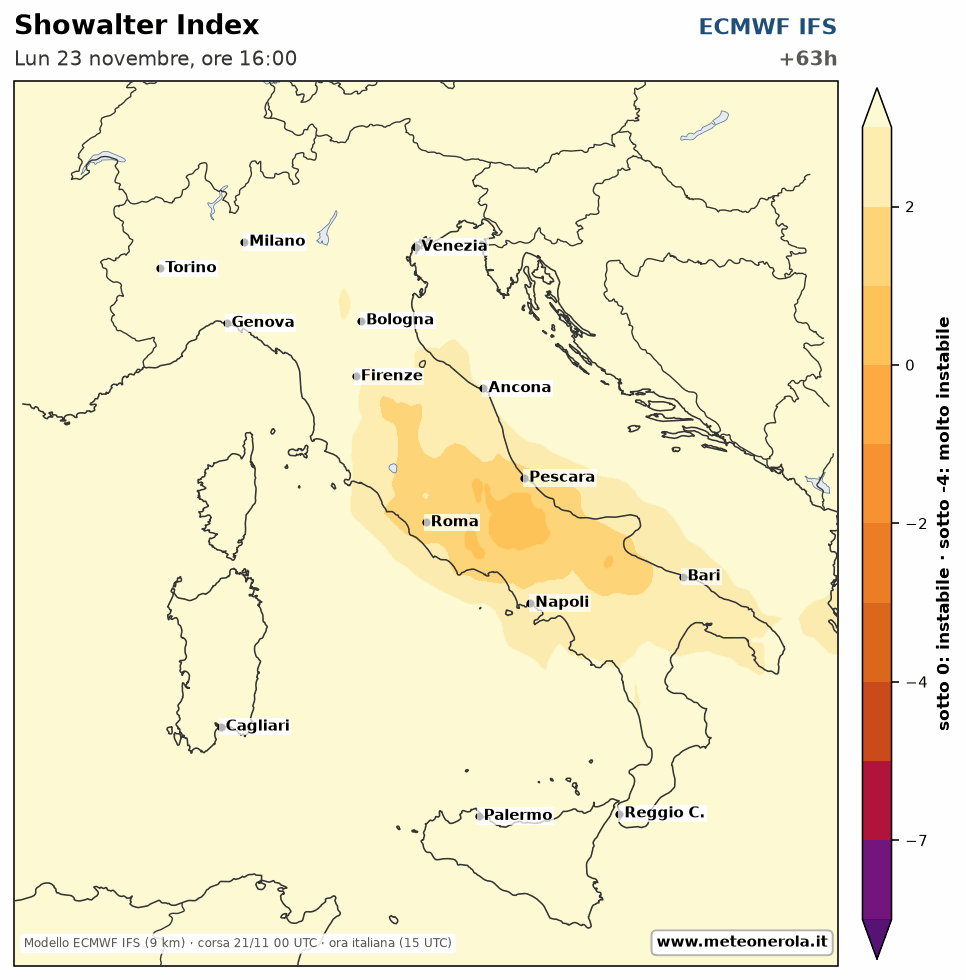 Showalter Index
ECMWF IFS
Lun 23 novembre, ore 16:00
+63h
Milano
Venezia
Torino
Genova
Bologna
Firenze
Ancona
Pescara
Roma
Bari
Napoli
Cagliari
Palermo
Reggio C.
2
0
−2
−4
−7
sotto 0: instabile · sotto -4: molto instabile
Modello ECMWF IFS (9 km) · corsa 21/11 00 UTC · ora italiana (15 UTC)
www.meteonerola.it